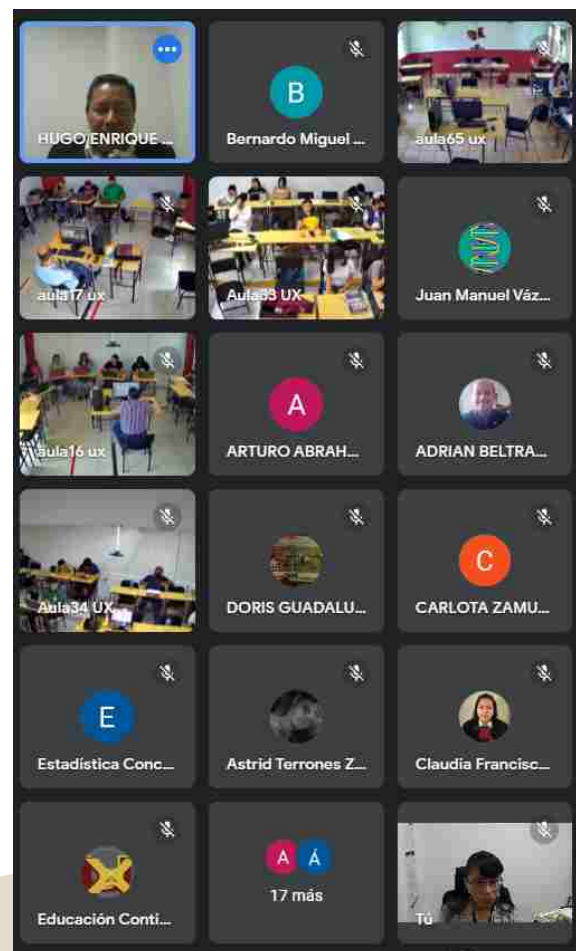 HUGO ENRIQUE ...
B
Bernardo Miguel ...
aula65 ux
aula17 ux
Aula33 UX
Juan Manuel Váz...
aula16 ux
A
ARTURO ABRAH...
ADRIAN BELTRA...
Aula34 UX
DORIS GUADALU...
C
CARLOTA ZAMU...
E
Estadística Conc...
Astrid Terrones Z...
Claudia Francisc...
Educación Conti...
A Á
17 más
Tú